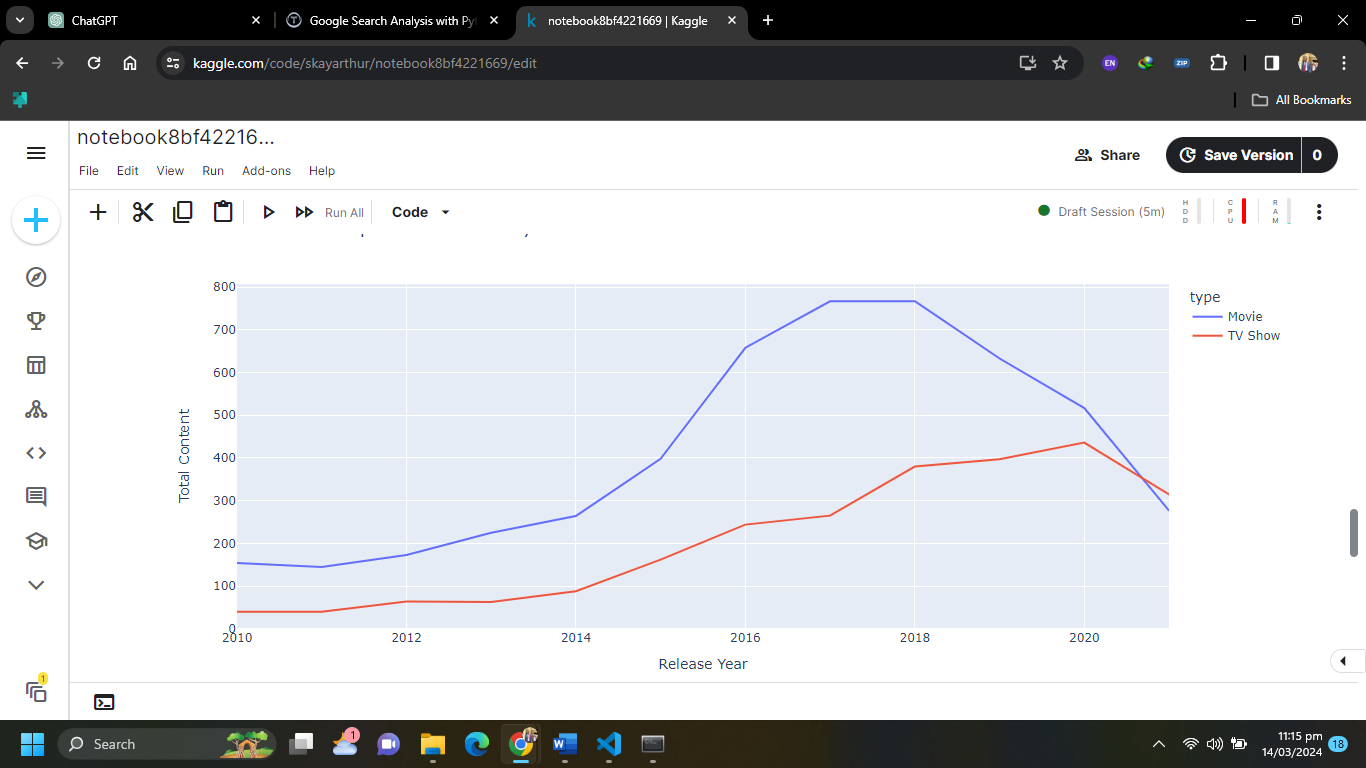 ChatGPT
Google Search Analysis with Pyt
notebook8bf4221669 | Kaggle
kaggle.com/code/skayarthur/notebook8bf4221669/edit
EN
ZIP
All Bookmarks
notebook8bf42216...
File Edit View Run Add-ons Help
Share
Save Version 0
Run All
Code
Draft Session (5m)
HDD
CPU
RAM
800
700
600
500
400
300
200
100
0
Total Content
2010 2012 2014 2016 2018 2020
Release Year
type
Movie
TV Show
1
Search
1
11:15 pm
14/03/2024
18